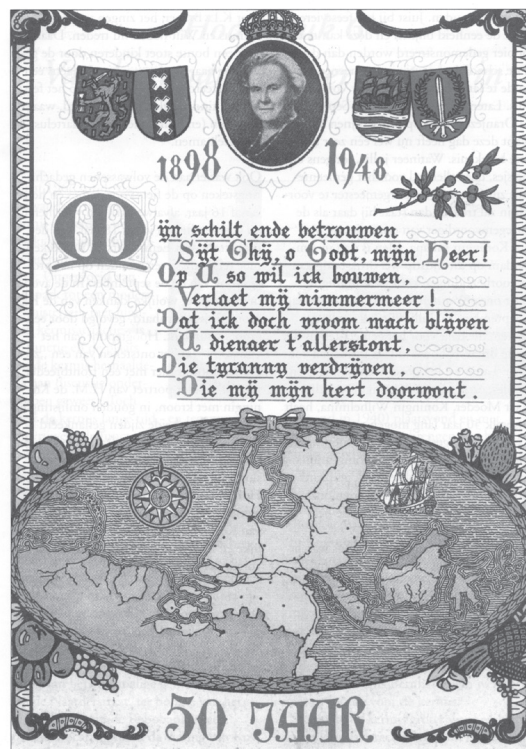 1898 1948
Mijn schilt ende betrouwen
Sijt Ghij, o Godt, mijn Heer!
Op U so wil ick bouwen,
Verlaet mij nimmermeer!
Dat ick doch vroom mach blijven
U dienaer t'allerstont,
Die tyranny verdrijven,
Die mij mijn hert doorwont.
50 JAAR